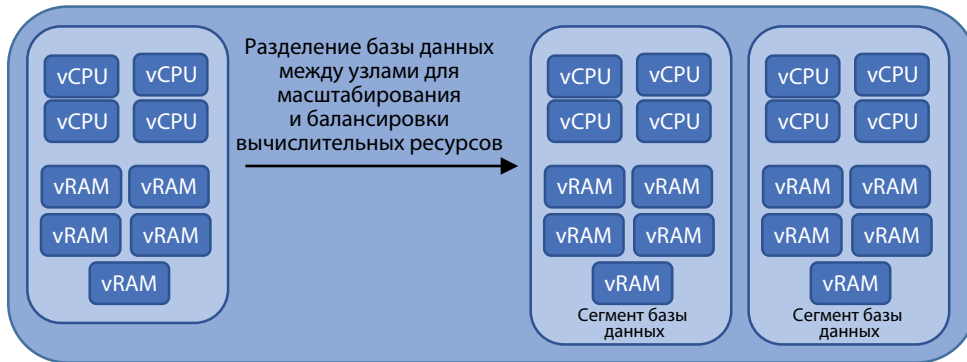 vCPU vCPU
vCPU vCPU
vRAM vRAM
vRAM vRAM
vRAM
Разделение базы данных
между узлами для
масштабирования
и балансировки
вычислительных ресурсов
vCPU vCPU
vCPU vCPU
vRAM vRAM
vRAM vRAM
vRAM
Сегмент базы
данных
vCPU vCPU
vCPU vCPU
vRAM vRAM
vRAM vRAM
vRAM
Сегмент базы
данных